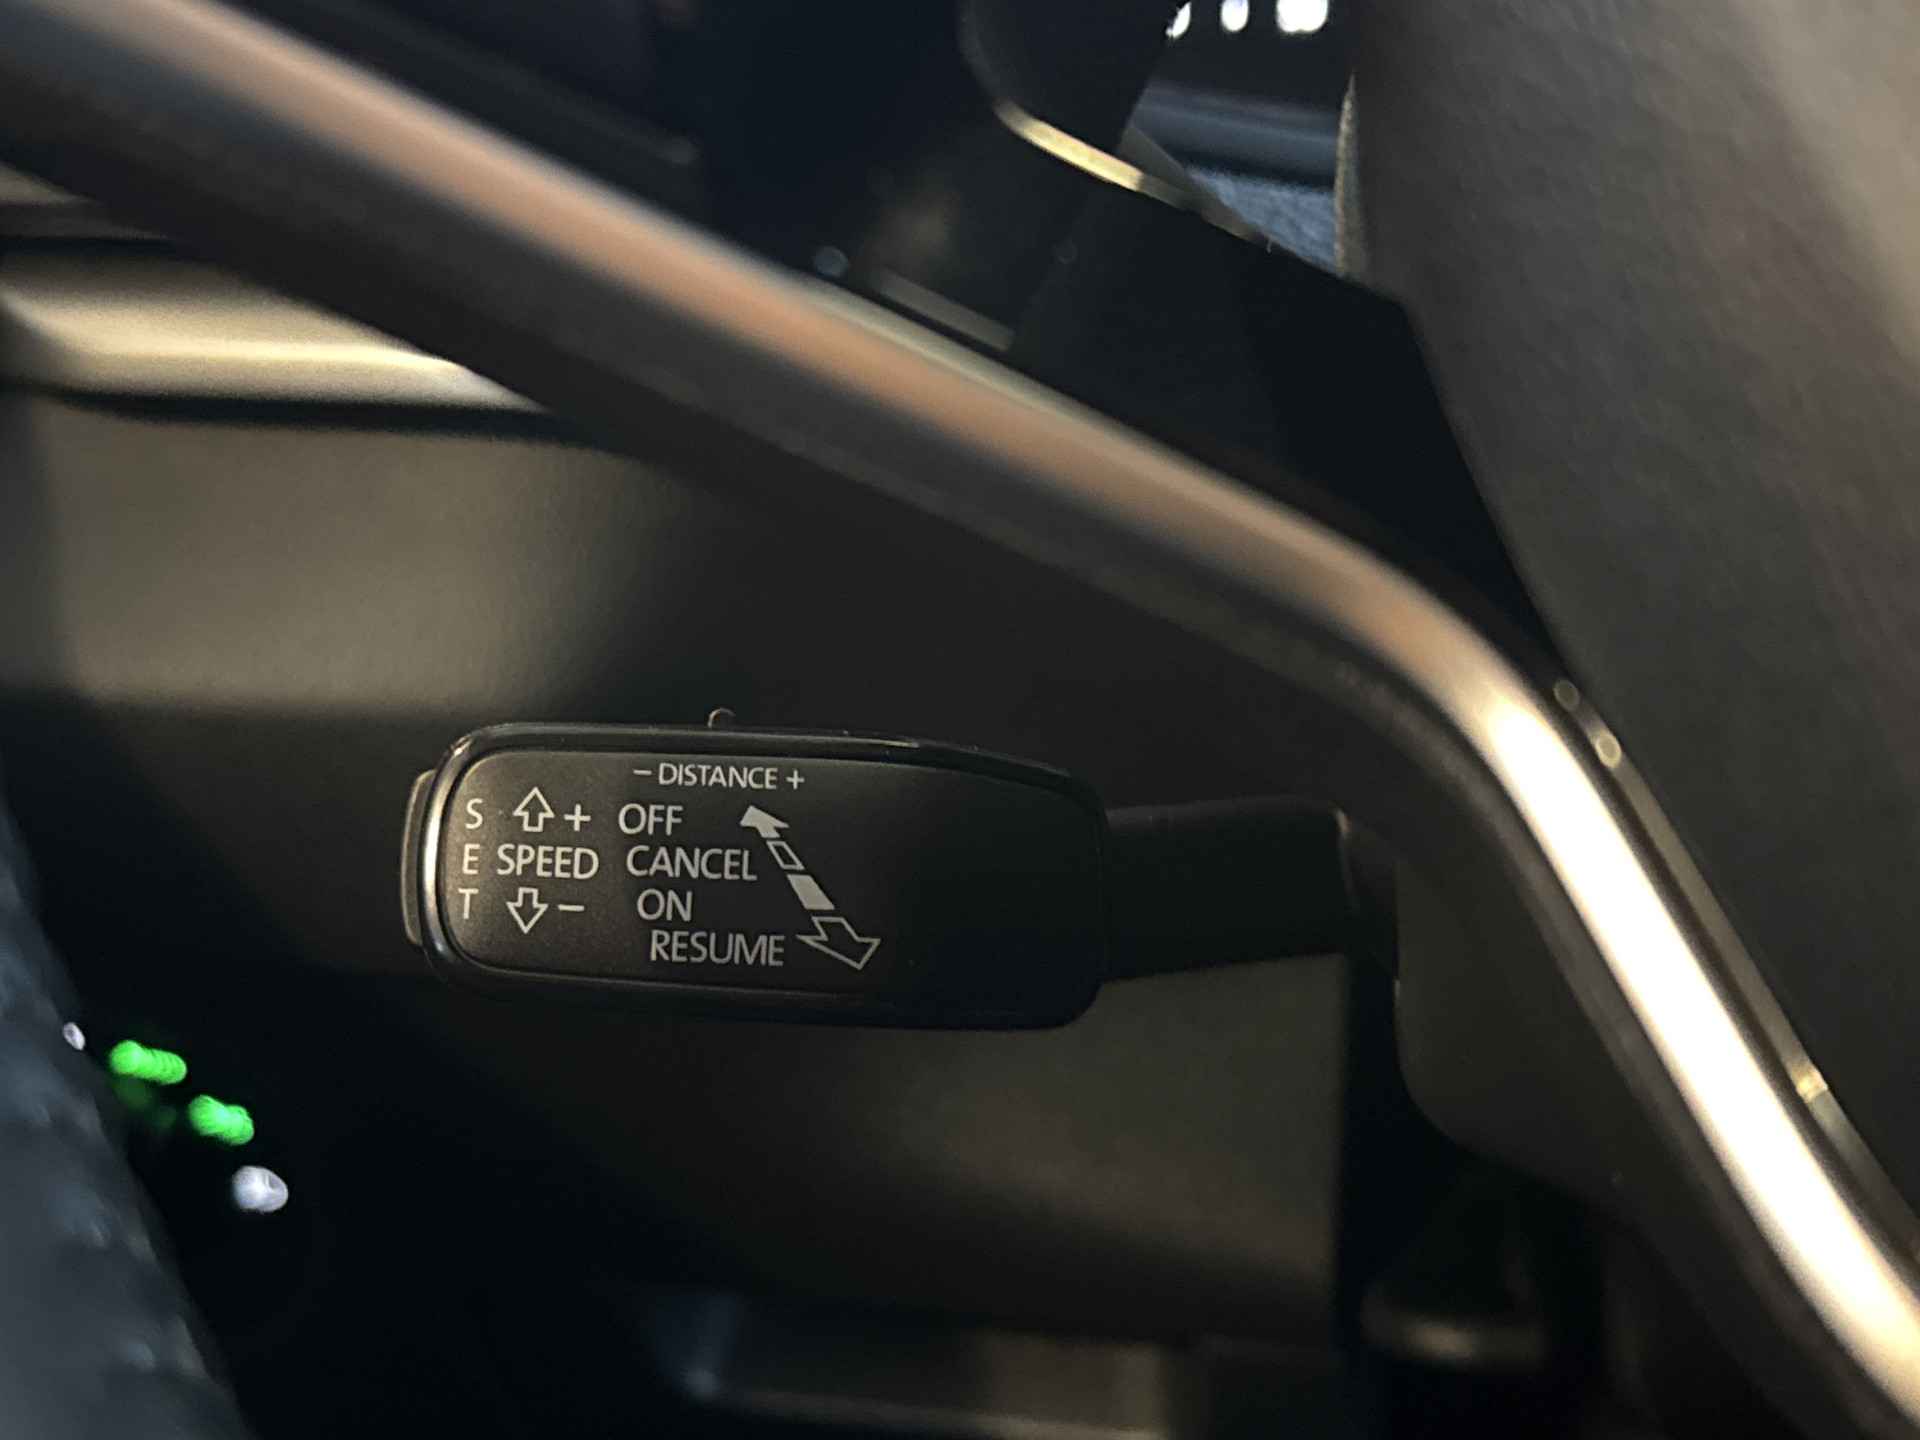 – DISTANCE +
S + OFF
E SPEED CANCEL
T – ON
RESUME